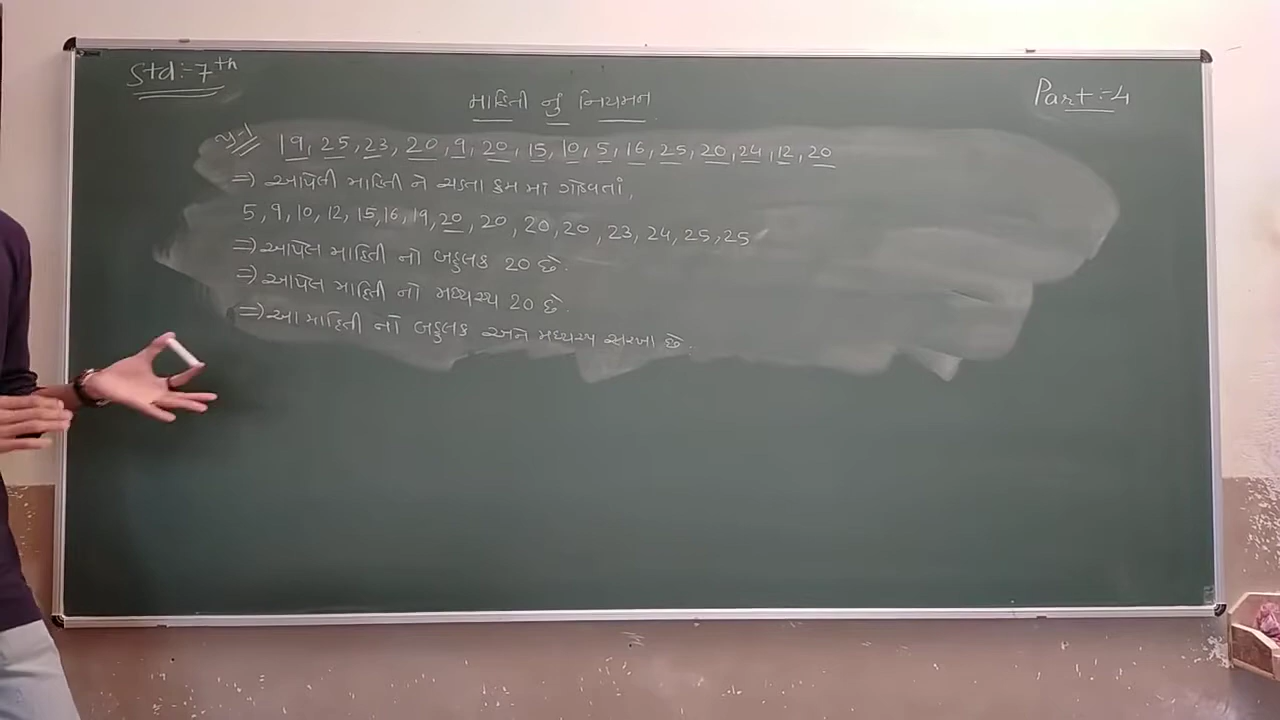 Std:-7th
Part:-4
માહિતી નું નિયમન
પ્ર-1 19, 25, 23, 20, 9, 20, 15, 10, 5, 16, 25, 20, 24, 12, 20
=> આપેલી માહિતી ને ચડતા ક્રમ માં ગોઠવતાં,
5, 9, 10, 12, 15, 16, 19, 20, 20, 20, 20, 23, 24, 25, 25
=> આપેલ માહિતી નો બહુલક 20 છે.
=> આપેલ માહિતી નો મધ્યસ્થ 20 છે.
=> આ માહિતી નો બહુલક અને મધ્યસ્થ સરખા છે.